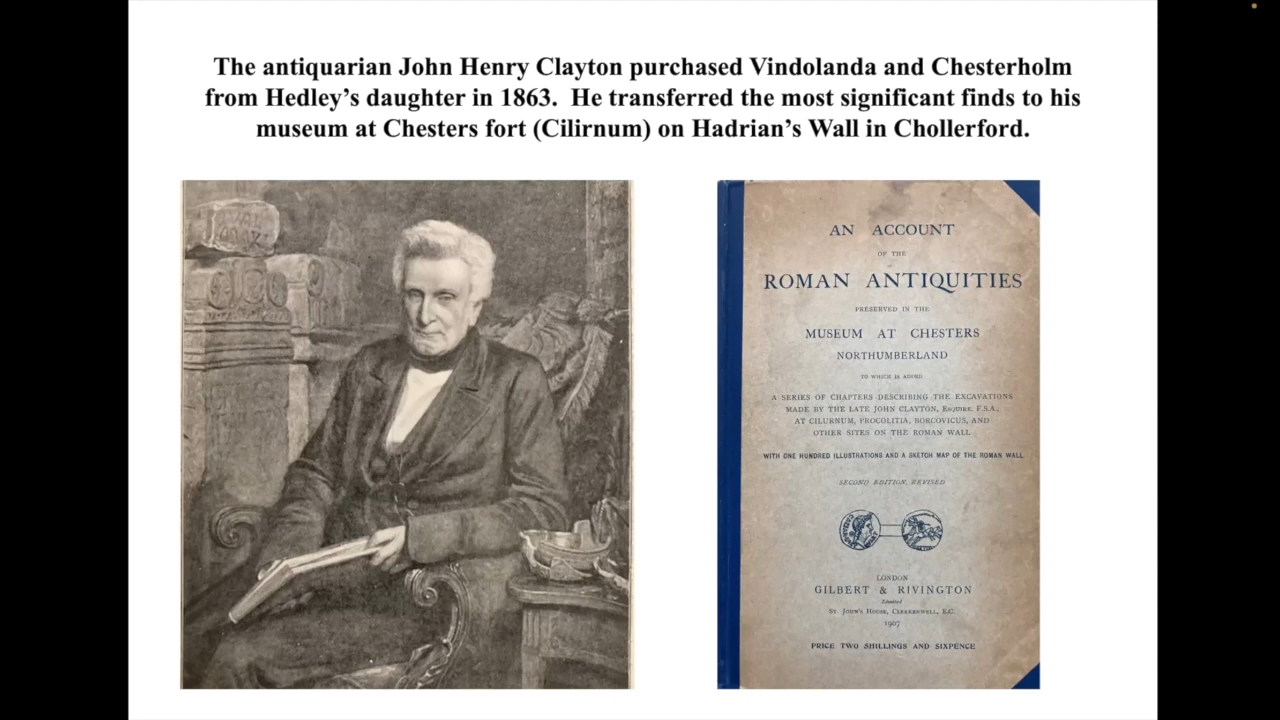 The antiquarian John Henry Clayton purchased Vindolanda and Chesterholm
from Hedley’s daughter in 1863.  He transferred the most significant finds to his
museum at Chesters fort (Cilirnum) on Hadrian’s Wall in Chollerford.
AN ACCOUNT
OF THE
ROMAN ANTIQUITIES
PRESERVED IN THE
MUSEUM AT CHESTERS
NORTHUMBERLAND
TO WHICH IS ADDED
A SERIES OF CHAPTERS DESCRIBING THE EXCAVATIONS
MADE BY THE LATE JOHN CLAYTON, ESQUIRE, F.S.A.,
AT CILURNUM, PROCOLITIA, BORCOVICUS, AND
OTHER SITES ON THE ROMAN WALL
WITH ONE HUNDRED ILLUSTRATIONS AND A SKETCH MAP OF THE ROMAN WALL
SECOND EDITION, REVISED
LONDON
GILBERT & RIVINGTON
Limited
ST. JOHN'S HOUSE, CLERKENWELL, E.C.
1907
PRICE TWO SHILLINGS AND SIXPENCE